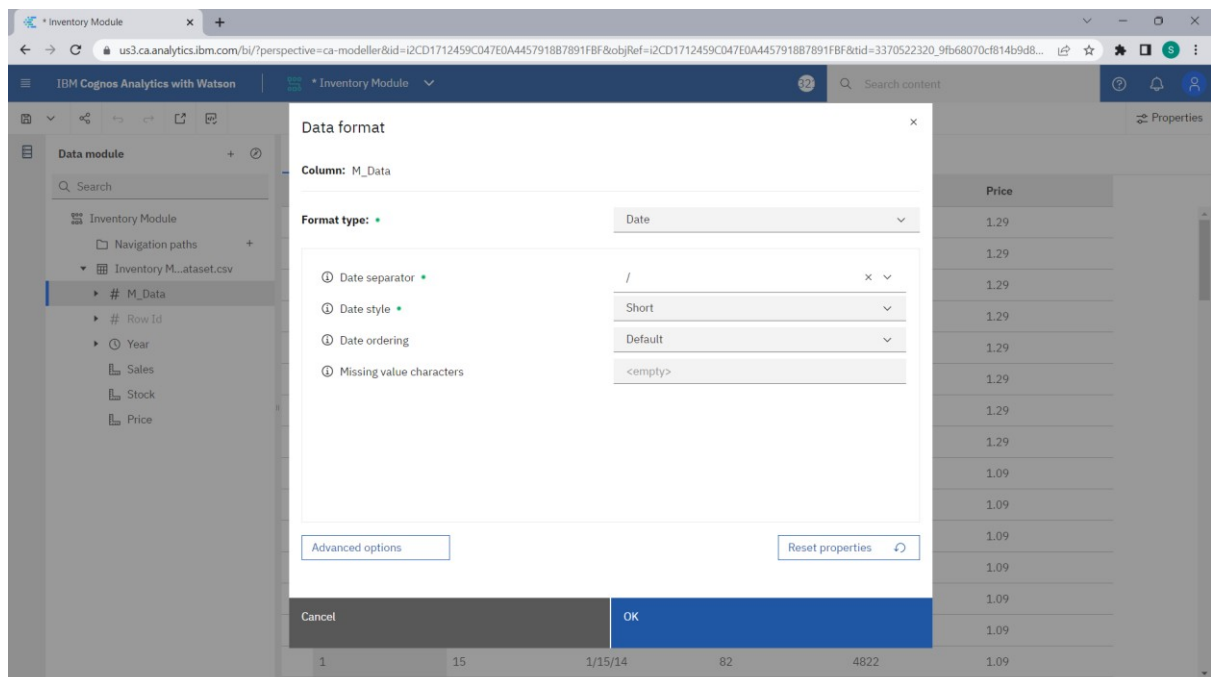 * Inventory Module
us3.ca.analytics.ibm.com/bi/?perspective=ca-modeller&id=i2CD1712459C047E0A4457918B7891FBF&objRef=i2CD1712459C047E0A4457918B7891FBF&tid=3370522320_9fb68070cf814b9d8...
S
IBM Cognos Analytics with Watson
* Inventory Module
32
Search content
Properties
Data module
Search
Inventory Module
Navigation paths
Inventory M...ataset.csv
# M_Data
# Row Id
Year
Sales
Stock
Price
Data format
Column: M_Data
Format type:
Date
Date separator
/
Date style
Short
Date ordering
Default
Missing value characters
<empty>
Advanced options
Reset properties
Cancel
OK
Price
1.29
1.29
1.29
1.29
1.29
1.29
1.29
1.29
1.09
1.09
1.09
1.09
1.09
1.09
1 15 1/15/14 82 4822 1.09